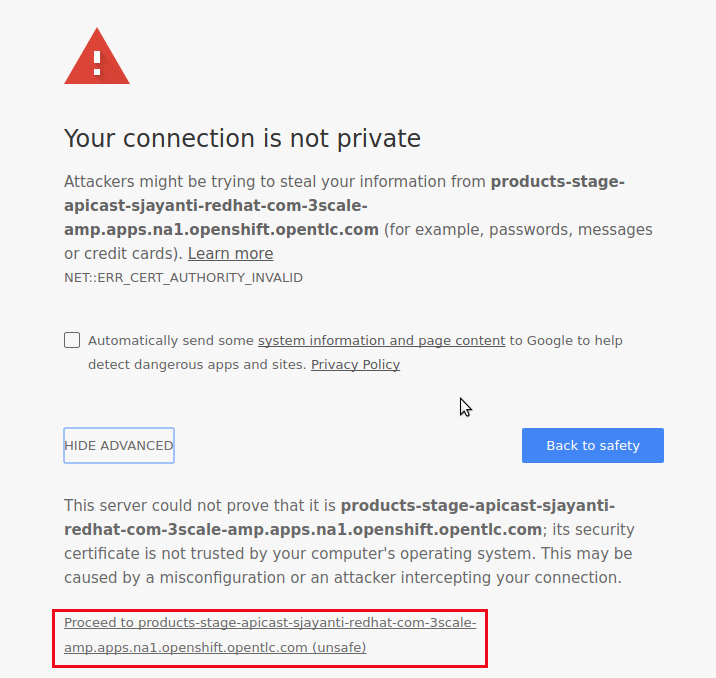 Your connection is not private
Attackers might be trying to steal your information from products-stage-
apicast-sjayanti-redhat-com-3scale-
amp.apps.na1.openshift.opentlc.com (for example, passwords, messages
or credit cards). Learn more
NET::ERR_CERT_AUTHORITY_INVALID
Automatically send some system information and page content to Google to help
detect dangerous apps and sites. Privacy Policy
HIDE ADVANCED
Back to safety
This server could not prove that it is products-stage-apicast-sjayanti-
redhat-com-3scale-amp.apps.na1.openshift.opentlc.com; its security
certificate is not trusted by your computer's operating system. This may be
caused by a misconfiguration or an attacker intercepting your connection.
Proceed to products-stage-apicast-sjayanti-redhat-com-3scale-
amp.apps.na1.openshift.opentlc.com (unsafe)